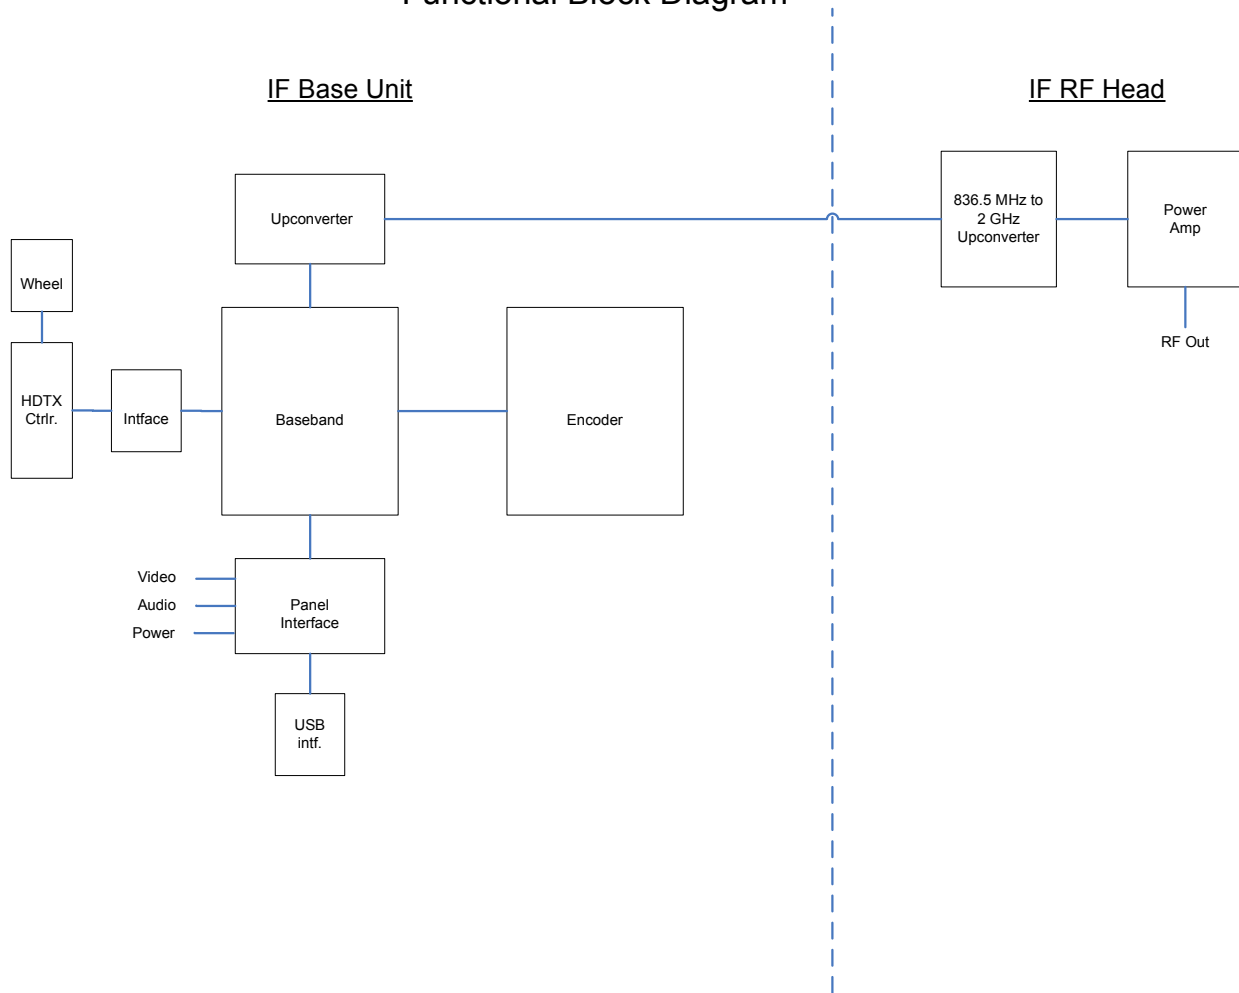 Functional Block Diagram
IF Base Unit
IF RF Head
Upconverter
836.5 MHz to
2 GHz
Upconverter
Power
Amp
RF Out
Wheel
HDTX
Ctrlr.
Intface
Baseband
Encoder
Video
Audio
Power
Panel
Interface
USB
intf.